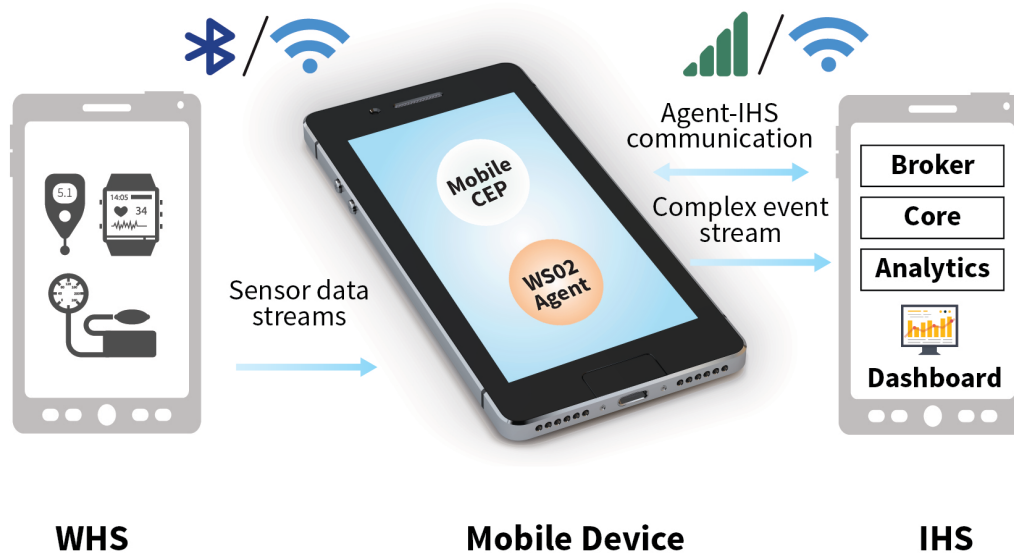 5.1
14:05
34
Sensor data
streams
Mobile
CEP
WS02
Agent
Agent-IHS
communication
Complex event
stream
Broker
Core
Analytics
Dashboard
WHS
Mobile Device
IHS